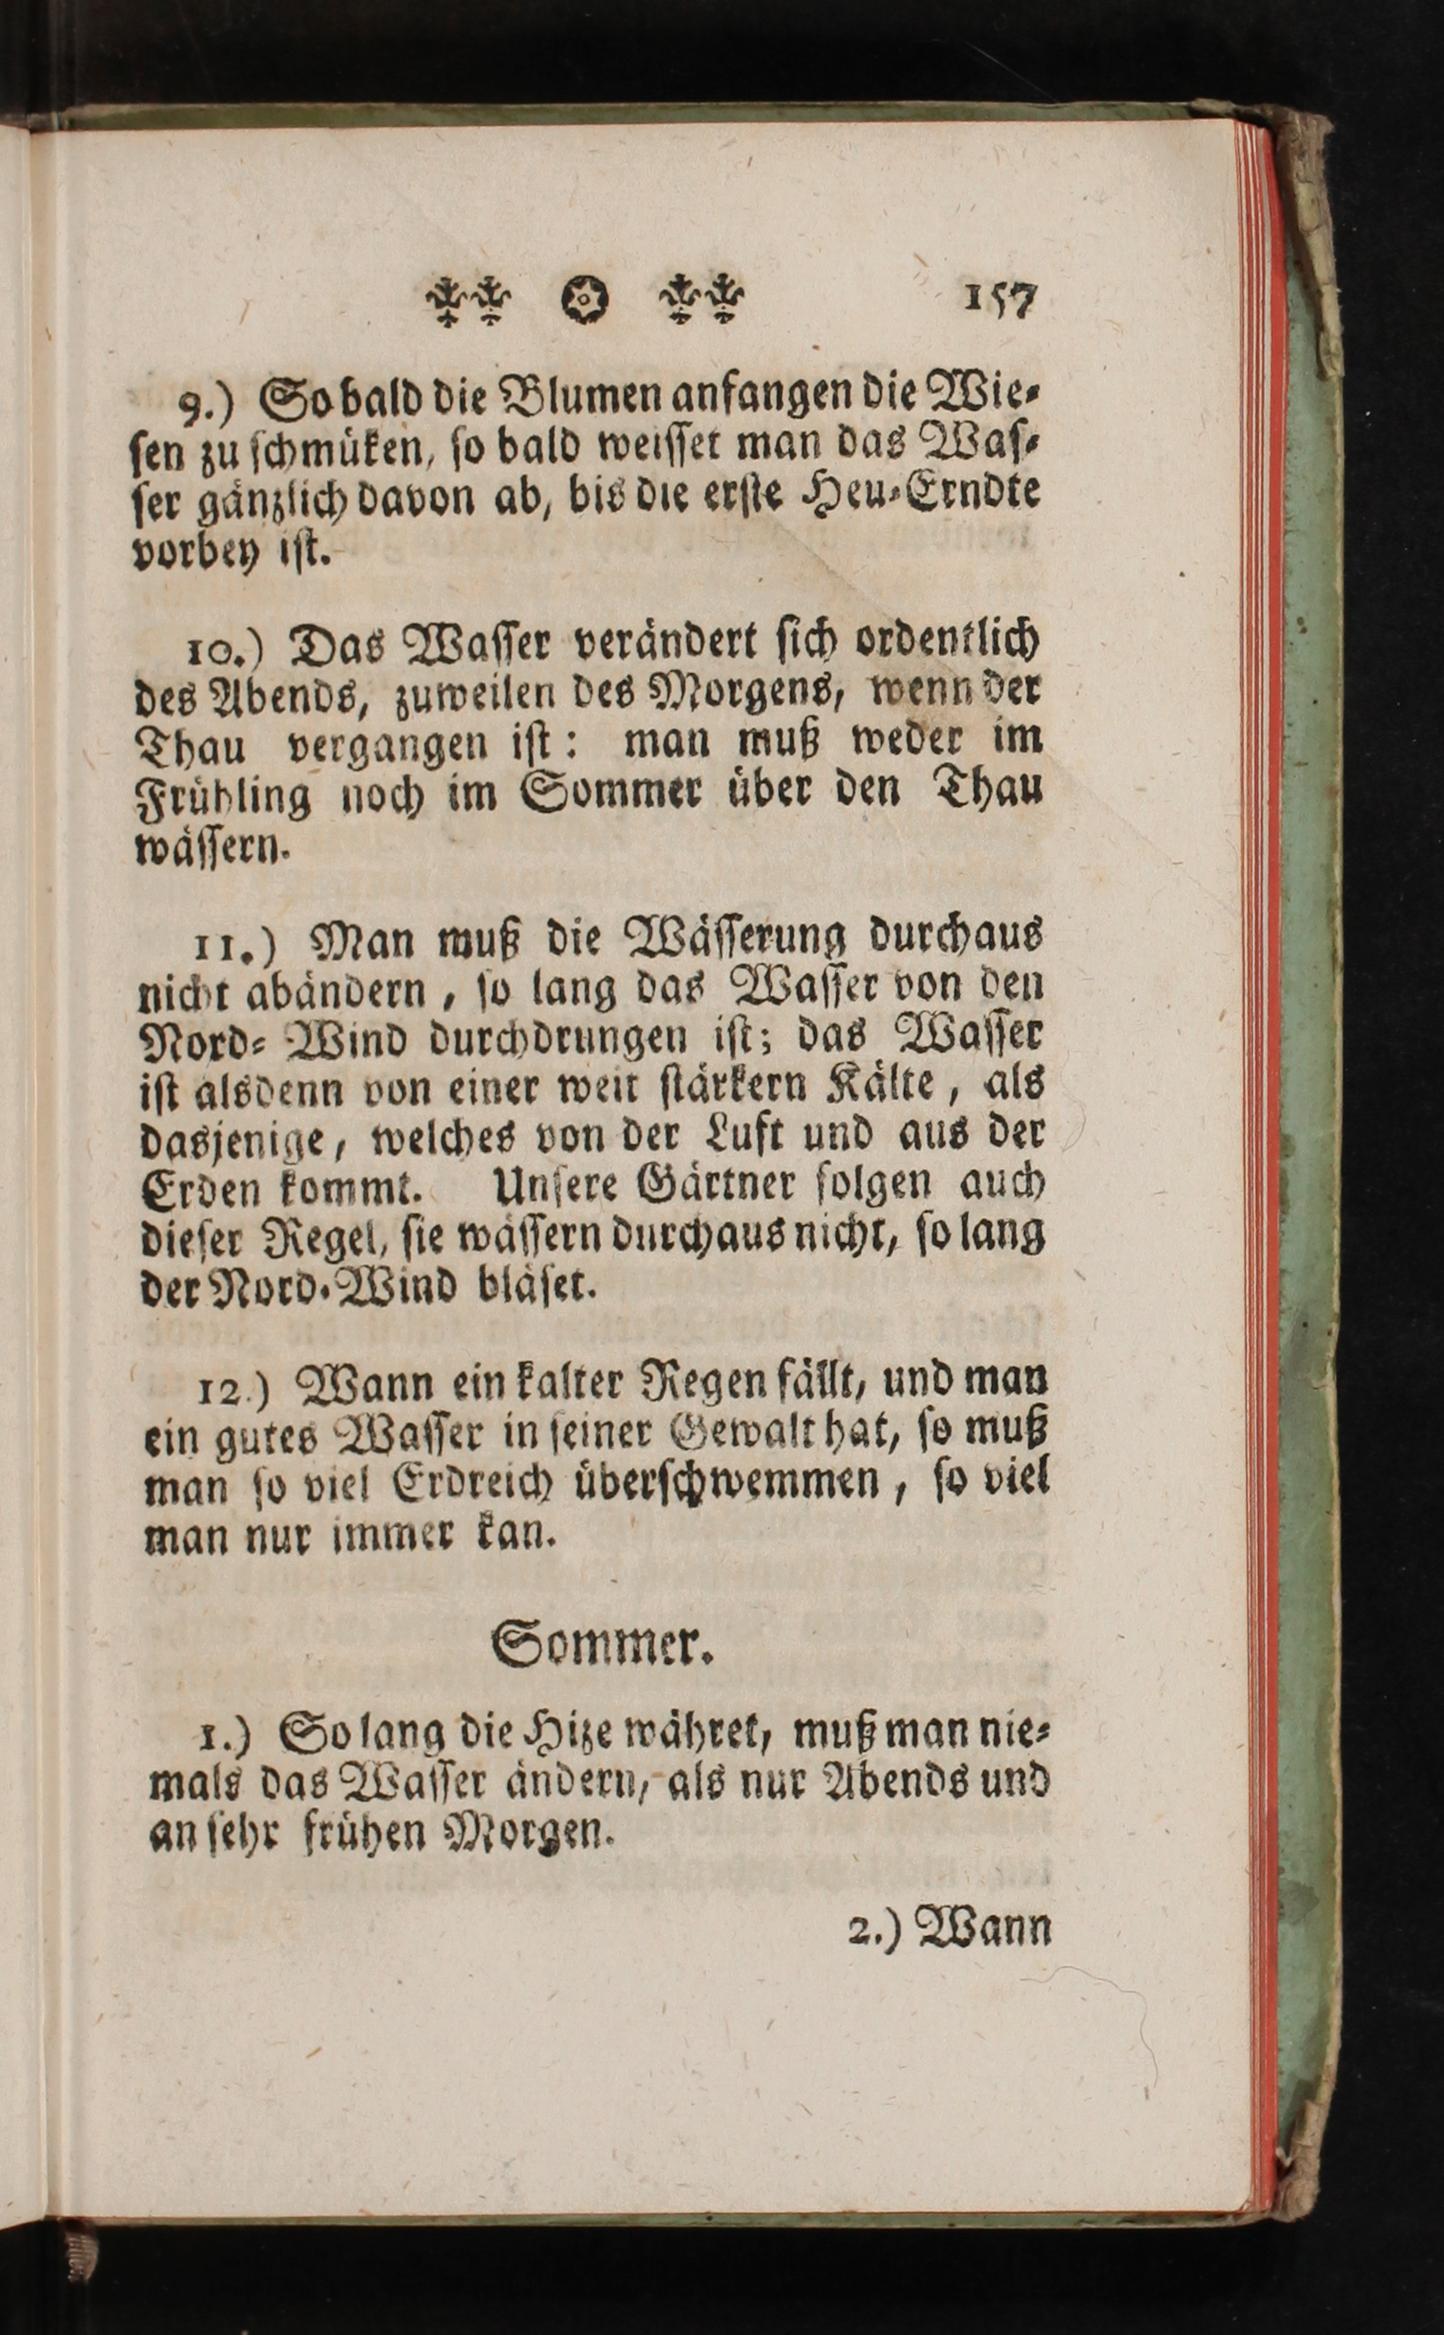 157
9.) So bald die Blumen anfangen die Wie⸗
ſen zu ſchmüken, ſo bald weiſſet man das Waſ⸗
ſer gänzlich davon ab, bis die erſte Heu⸗Erndte
vorbey iſt.
10.) Das Waſſer verändert ſich ordentlich
des Abends, zuweilen des Morgens, wenn der
Thau vergangen iſt: man muß weder im
Frühling noch im Sommer über den Thau
wäſſern.
11.) Man muß die Wäſſerung durchaus
nicht abändern, ſo lang das Waſſer von den
Nord⸗Wind durchdrungen iſt; das Waſſer
iſt alsdenn von einer weit ſtärkern Kälte, als
dasjenige, welches von der Luft und aus der
Erden kommt. Unſere Gärtner folgen auch
dieſer Regel, ſie wäſſern durchaus nicht, ſo lang
der Nord⸗Wind bläſet.
12.) Wann ein kalter Regen fällt, und man
ein gutes Waſſer in ſeiner Gewalt hat, ſo muß
man ſo viel Erdreich überſchwemmen, ſo viel
man nur immer kan.
Sommer.
1.) So lang die Hize währet, muß man nie⸗
mals das Waſſer ändern, als nur Abends und
an ſehr frühen Morgen.
2.) Wann